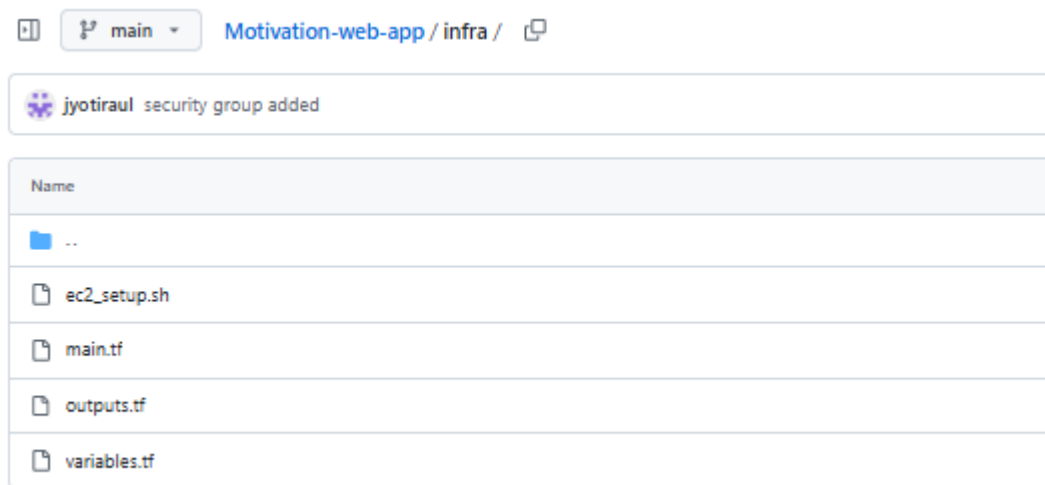 main Motivation-web-app / infra /
jyotiraul security group added
Name
..
ec2_setup.sh
main.tf
outputs.tf
variables.tf